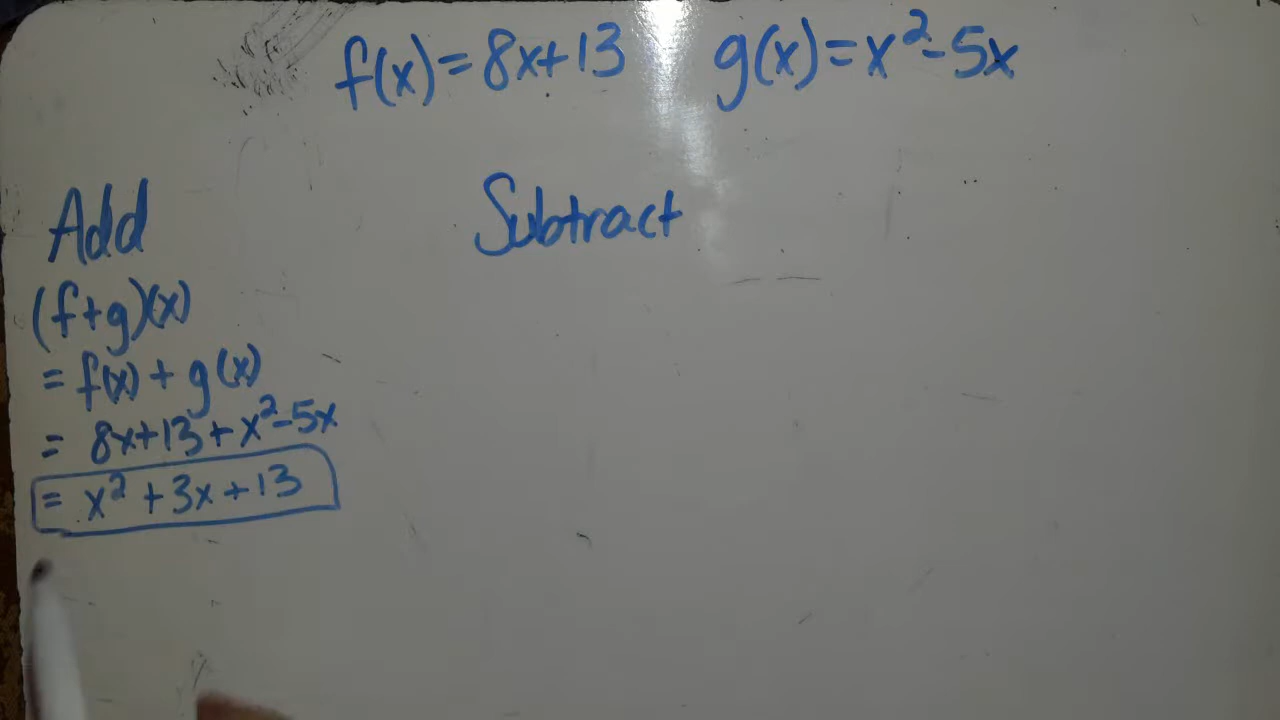 f(x) = 8x+13 g(x) = x²-5x
Add
(f+g)(x)
= f(x) + g(x)
= 8x+13 + x²-5x
= x² + 3x + 13
Subtract